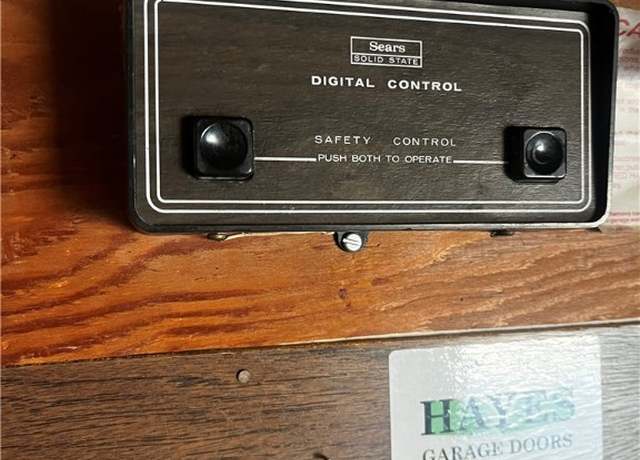 Sears
SOLID STATE
DIGITAL CONTROL
SAFETY CONTROL
PUSH BOTH TO OPERATE
HAYES
GARAGE DOORS